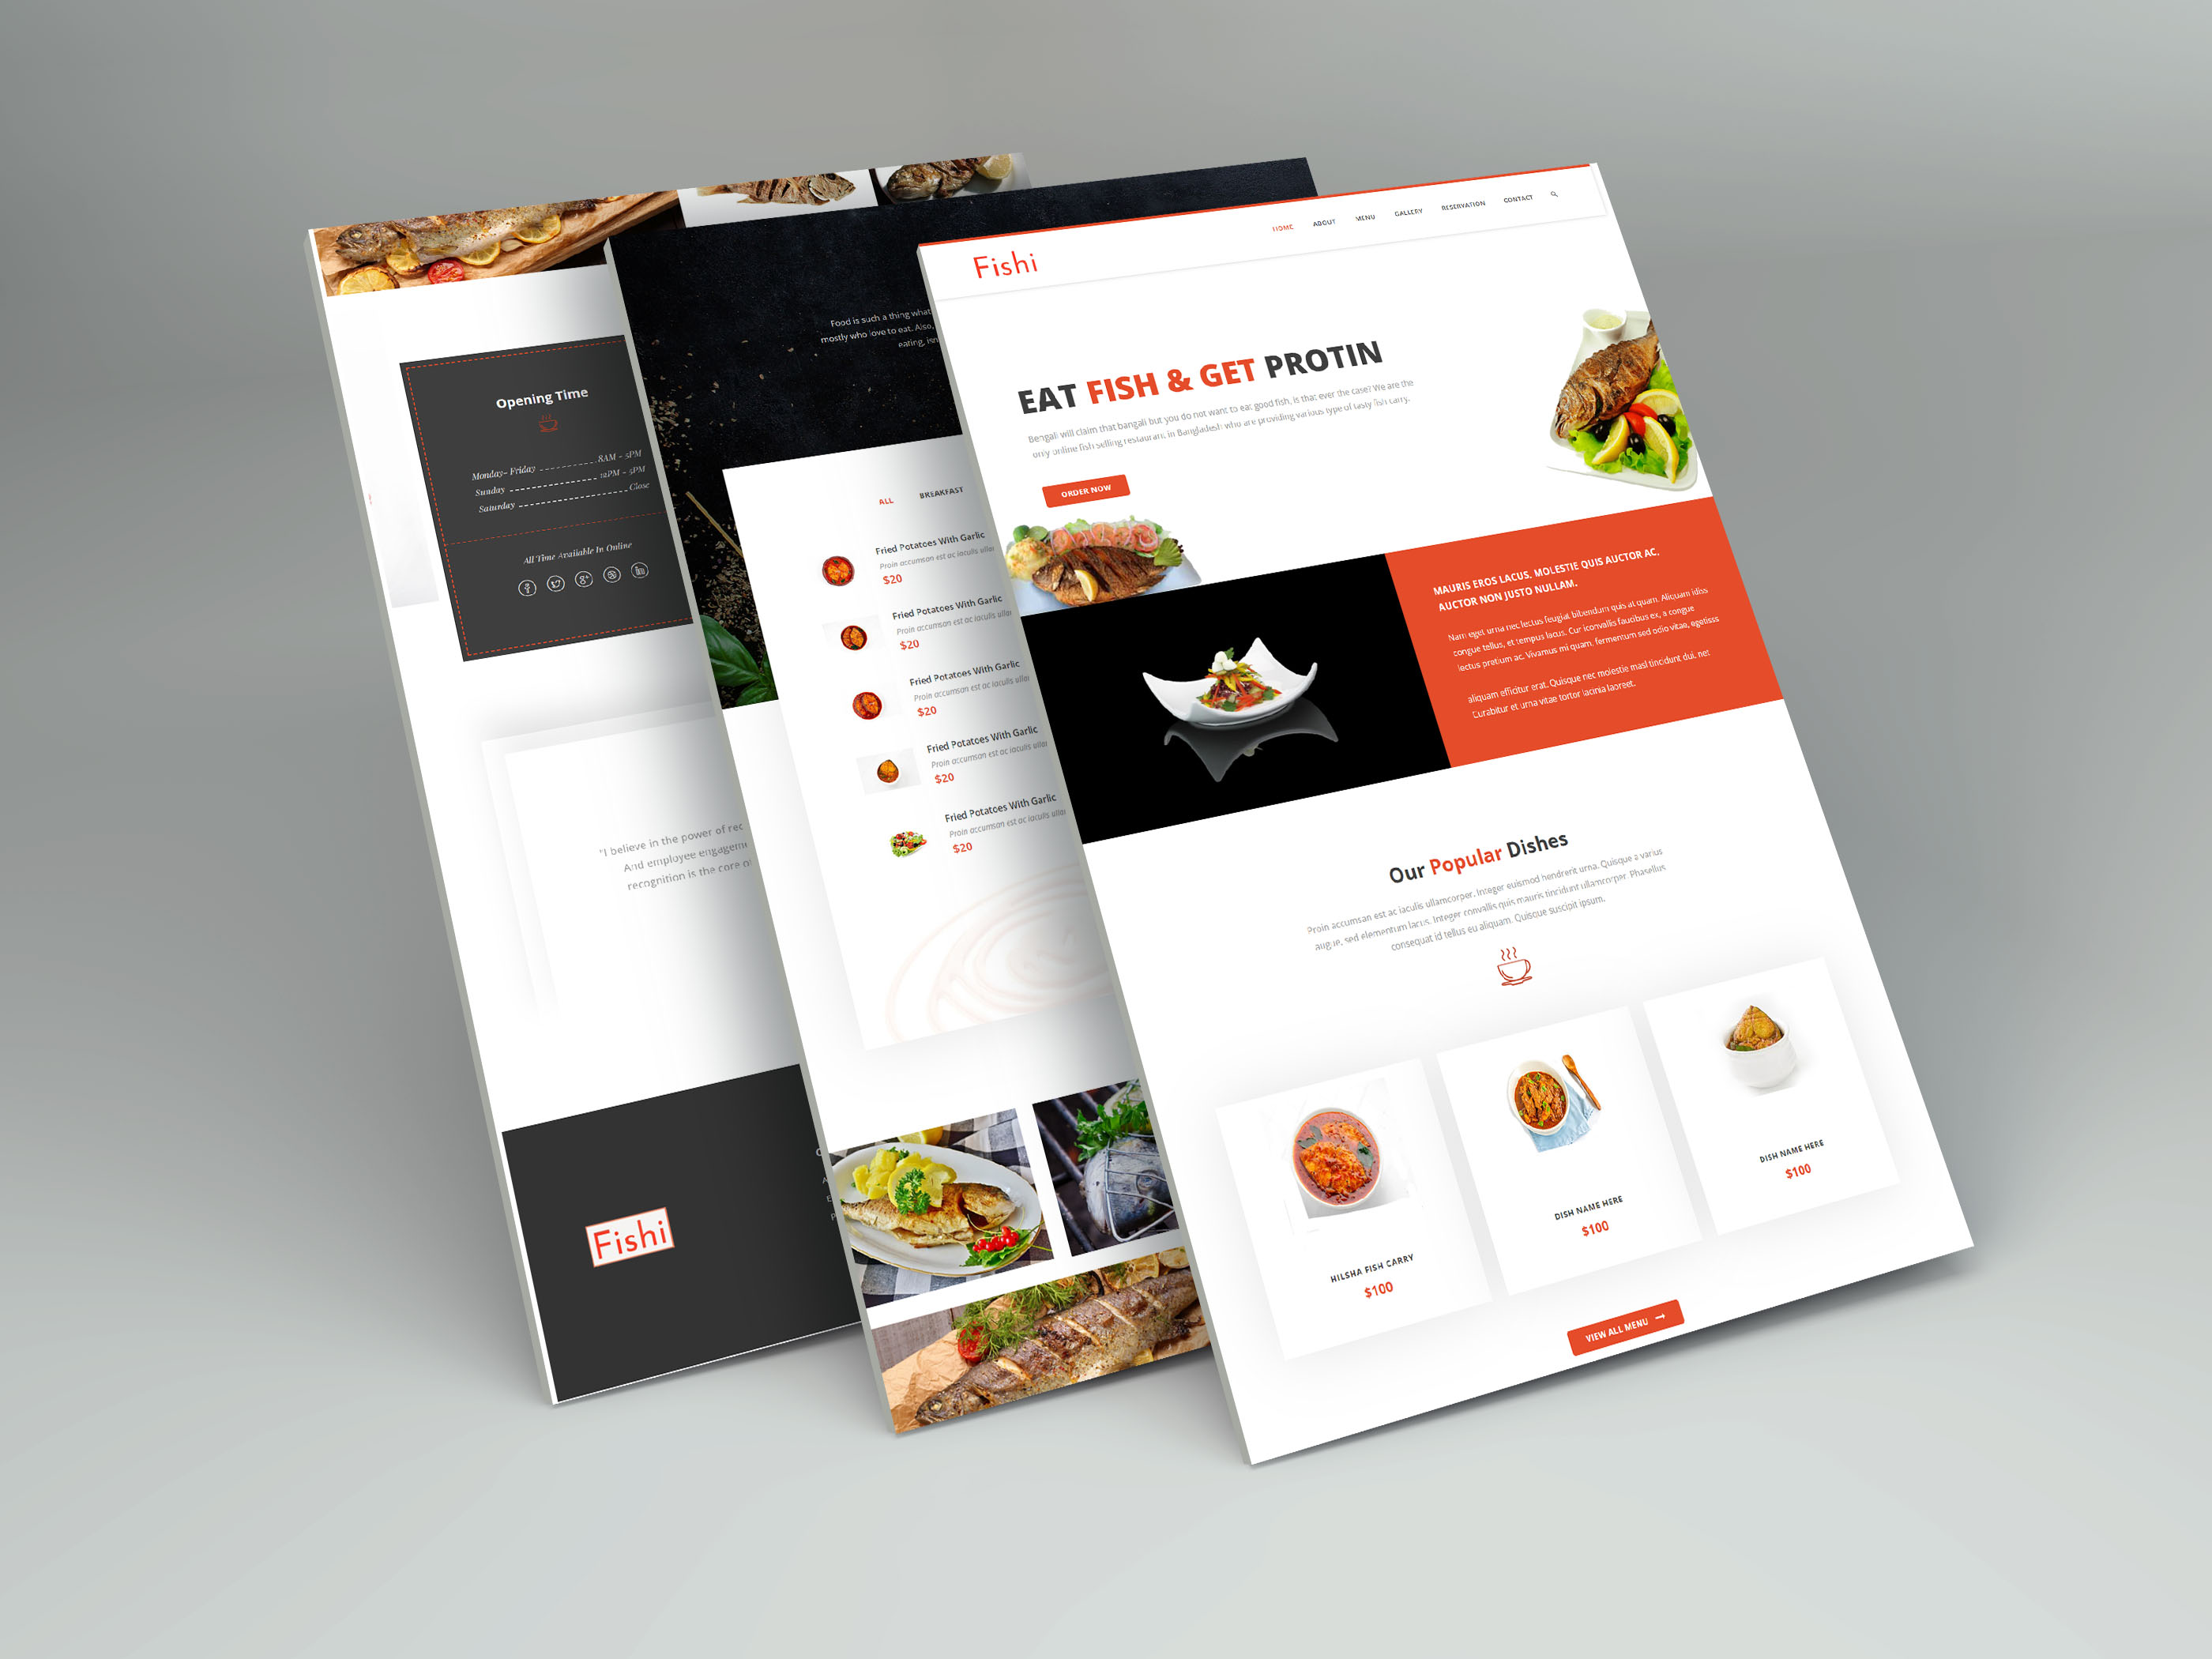 Fishi
HOME ABOUT MENU GALLERY RESERVATION CONTACT
EAT FISH & GET PROTIN
Bengali will claim that bangali but you do not want to eat good fish, is that ever the case? We are the
only online fish selling restaurant in Bangladesh who are providing various type of tasty fish carry.
ORDER NOW
MAURIS EROS LACUS, MOLESTIE QUIS AUCTOR AC,
AUCTOR NON JUSTO NULLAM.
Nam eget urna nec lectus feugiat bibendum quis at quam. Aliquam idiss
congue tellus, et tempus lacus. Cur iconvallis faucibus ex, a congue
lectus pretium ac. Vivamus mi quam, fermentum sed odio vitae, egetisss
aliquam efficitur erat. Quisque nec molestie masl tincidunt dui, net
Curabitur et urna vitae tortor lacinia laoreet.
Our Popular Dishes
Proin accumsan est ac iaculis ullamcorper. Integer euismod hendrerit urna. Quisque a varius
augue, sed elementum lacus. Integer convallis quis mauris tincidunt ullamcorper. Phasellus
consequat id tellus eu aliquam. Quisque suscipit ipsum.
HILSHA FISH CARRY
$100
DISH NAME HERE
$100
DISH NAME HERE
$100
VIEW ALL MENU
Food is such a thing what
mostly who love to eat. Also,
eating, isn
ALL BREAKFAST
Fried Potatoes With Garlic
Proin accumsan est ac iaculis ullar
$20
Fried Potatoes With Garlic
Proin accumsan est ac iaculis ullar
$20
Fried Potatoes With Garlic
Proin accumsan est ac iaculis ullar
$20
Fried Potatoes With Garlic
Proin accumsan est ac iaculis ullar
$20
Fried Potatoes With Garlic
Proin accumsan est ac iaculis ullar
$20
Opening Time
Monday- Friday 8AM - 5PM
Sunday 12PM - 5PM
Saturday Close
All Time Available In Online
"I believe in the power of rec
And employee engageme
recognition is the core o
Fishi